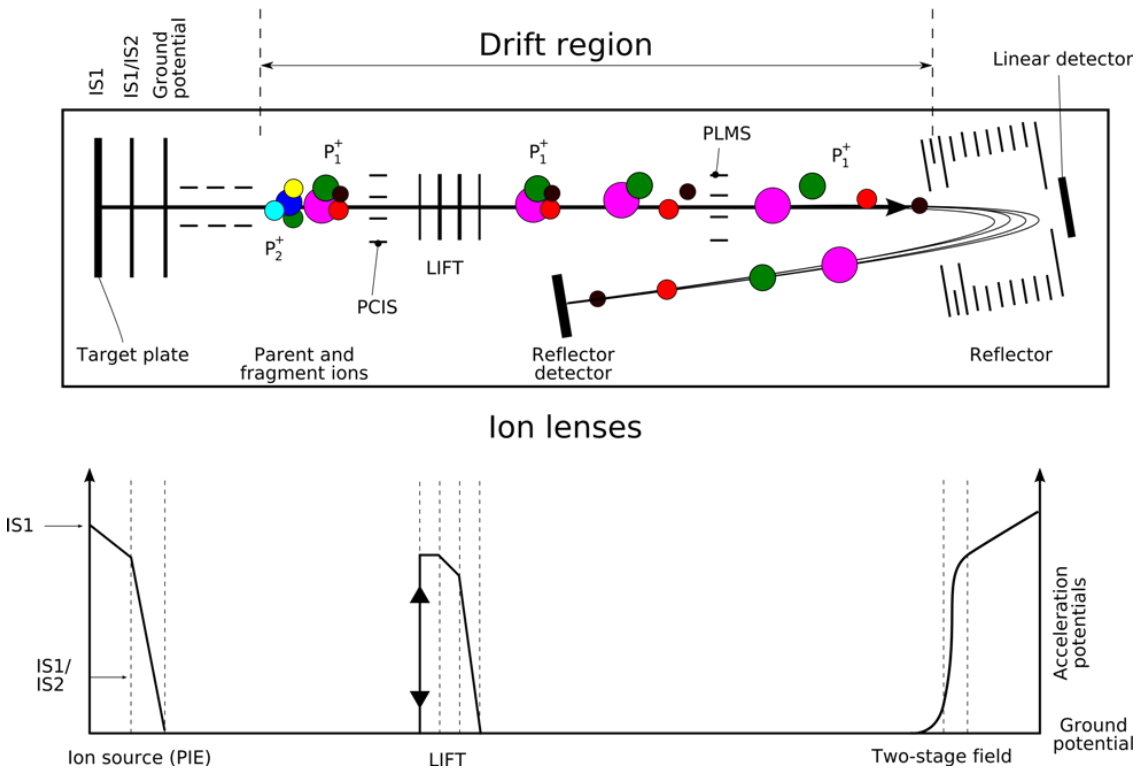 IS1
IS1/IS2
Ground
potential
Drift region
Linear detector
P1+
PLMS
P1+
P1+
P2+
LIFT
PCIS
Target plate
Parent and
fragment ions
Reflector
detector
Reflector
Ion lenses
IS1
IS1/
IS2
Acceleration
potentials
Ground
potential
Ion source (PIE)
LIFT
Two-stage field